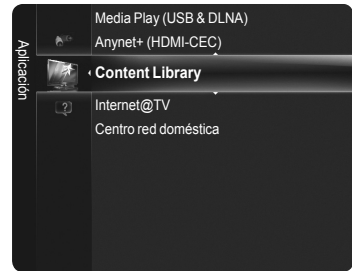 Aplicación
Media Play (USB & DLNA)
Anynet+ (HDMI-CEC)
Content Library
Internet@TV
Centro red doméstica